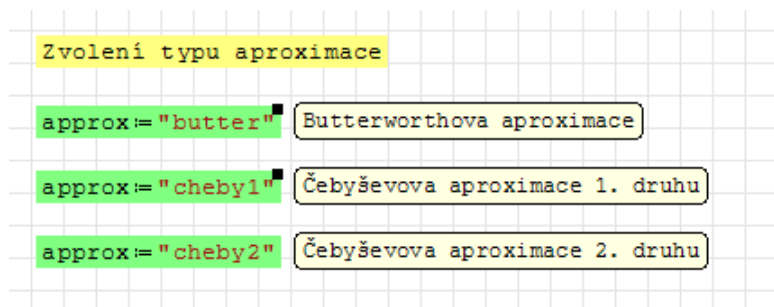 Zvolení typu aproximace
approx:="butter" Butterworthova aproximace
approx:="cheby1" Čebyševova aproximace 1. druhu
approx:="cheby2" Čebyševova aproximace 2. druhu